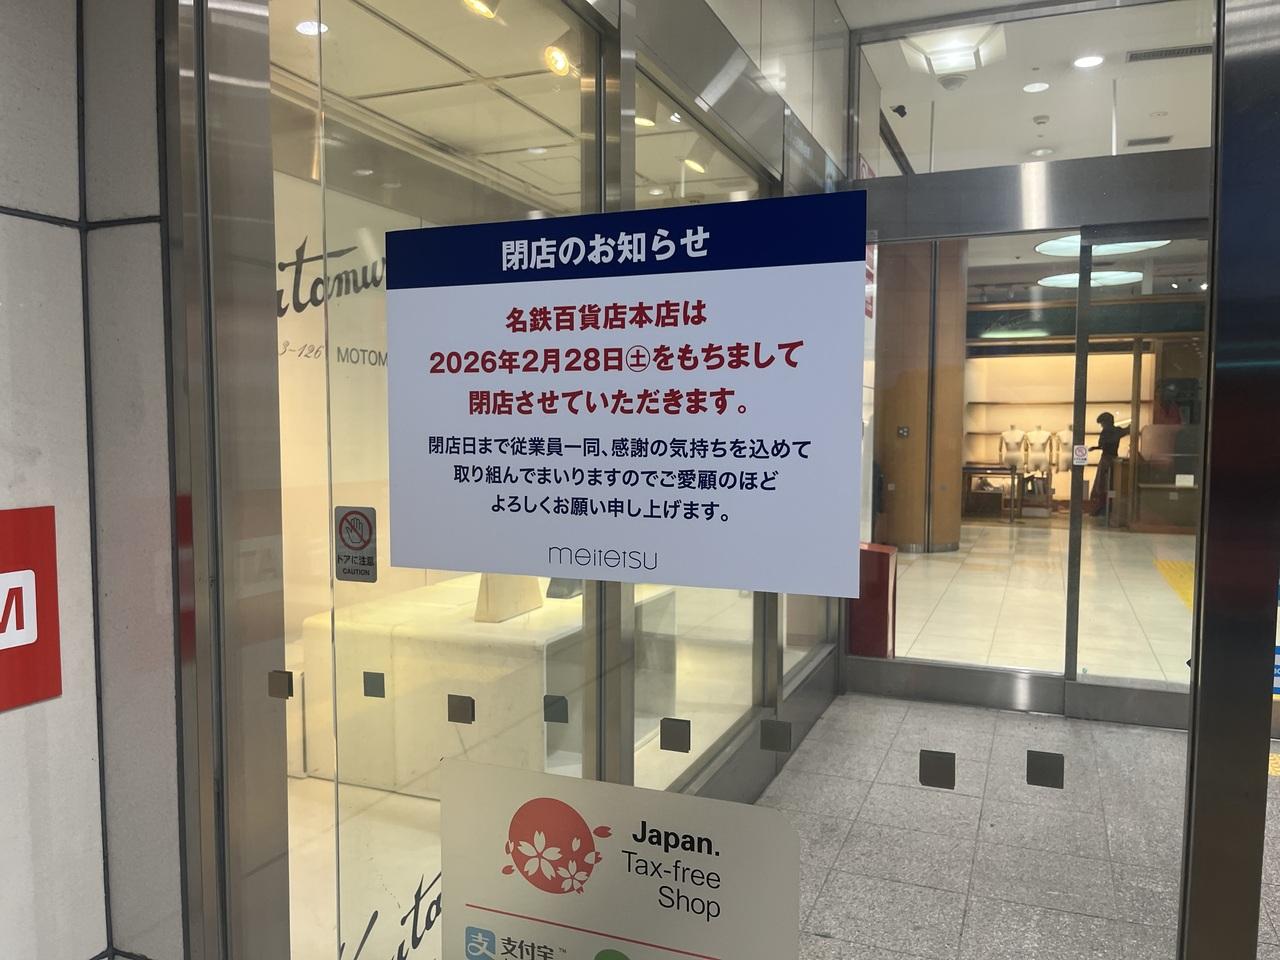 閉店のお知らせ
名鉄百貨店本店は
2026年2月28日㊏をもちまして
閉店させていただきます。
閉店日まで従業員一同、感謝の気持ちを込めて
取り組んでまいりますのでご愛顧のほど
よろしくお願い申し上げます。
meitetsu
MOTOM
ドアに注意
CAUTION
M
Japan.
Tax-free
Shop
支 支付宝™